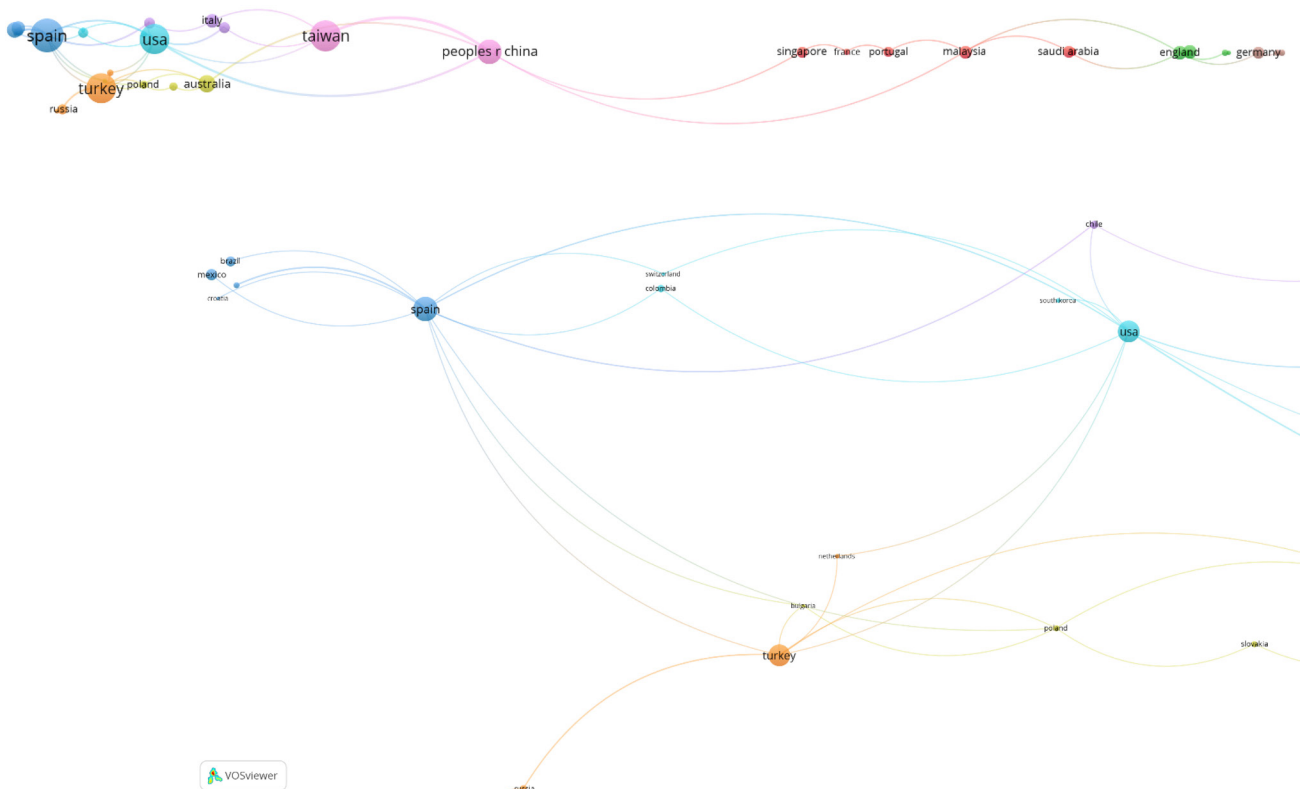 spain
usa
italy
taiwan
peoples r china
singapore
france
portugal
malaysia
saudi arabia
england
germany
turkey
poland
australia
russia
chile
brazil
mexico
croatia
switzerland
colombia
spain
south korea
usa
netherlands
bulgaria
poland
slovakia
turkey
VOSviewer
russia